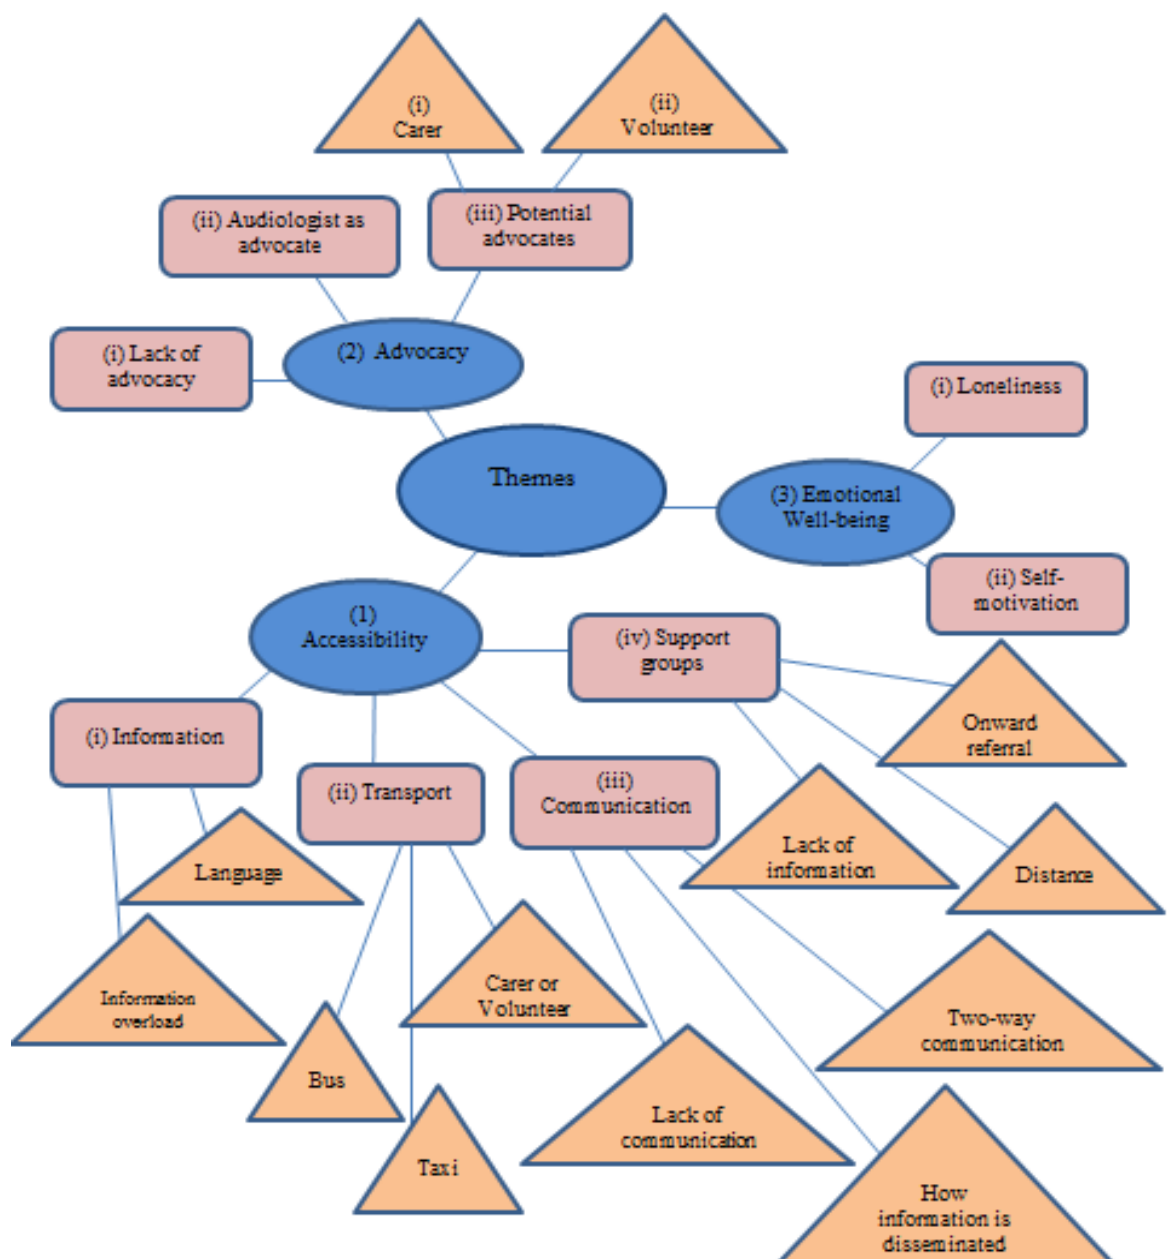 (i)
Carer
(ii)
Volunteer
(ii) Audiologist as
advocate
(iii) Potential
advocates
(i) Lack of
advocacy
(2) Advocacy
(i) Loneliness
Themes
(3) Emotional
Well-being
(ii) Self-
motivation
(1)
Accessibility
(iv) Support
groups
Onward
referral
(i) Information
(ii) Transport
(iii)
Communication
Lack of
information
Distance
Language
Information
overload
Carer or
Volunteer
Two-way
communication
Bus
Lack of
communication
Taxi
How
information is
disseminated